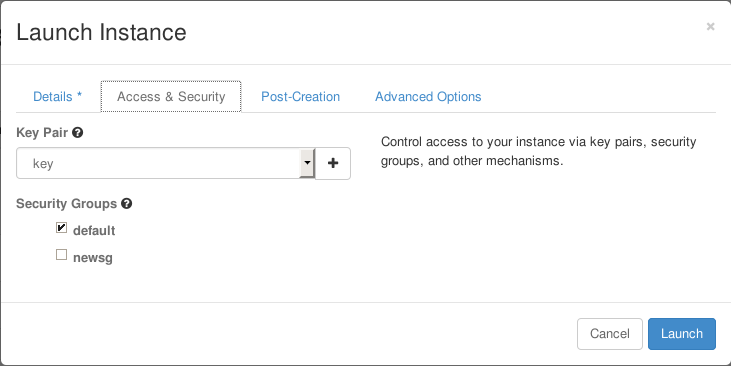 Launch Instance
×
Details * Access & Security Post-Creation Advanced Options
Key Pair
Control access to your instance via key pairs, security
groups, and other mechanisms.
key
Security Groups
default
newsg
Cancel Launch